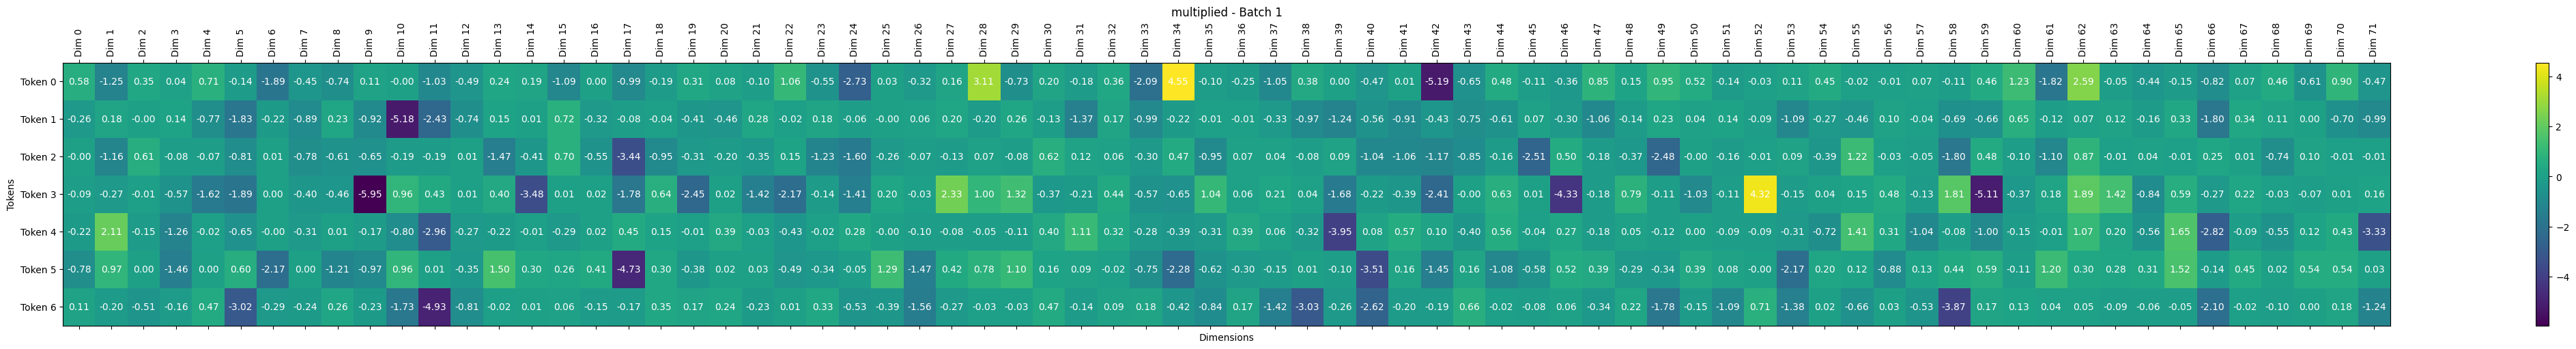 multiplied - Batch 1
Dim 0 Dim 1 Dim 2 Dim 3 Dim 4 Dim 5 Dim 6 Dim 7 Dim 8 Dim 9 Dim 10 Dim 11 Dim 12 Dim 13 Dim 14 Dim 15 Dim 16 Dim 17 Dim 18 Dim 19 Dim 20 Dim 21 Dim 22 Dim 23 Dim 24 Dim 25 Dim 26 Dim 27 Dim 28 Dim 29 Dim 30 Dim 31 Dim 32 Dim 33 Dim 34 Dim 35 Dim 36 Dim 37 Dim 38 Dim 39 Dim 40 Dim 41 Dim 42 Dim 43 Dim 44 Dim 45 Dim 46 Dim 47 Dim 48 Dim 49 Dim 50 Dim 51 Dim 52 Dim 53 Dim 54 Dim 55 Dim 56 Dim 57 Dim 58 Dim 59 Dim 60 Dim 61 Dim 62 Dim 63 Dim 64 Dim 65 Dim 66 Dim 67 Dim 68 Dim 69 Dim 70 Dim 71
Token 0 0.58 -1.25 0.35 0.04 0.71 -0.14 -1.89 -0.45 -0.74 0.11 -0.00 -1.03 -0.49 0.24 0.19 -1.09 0.00 -0.99 -0.19 0.31 0.08 -0.10 1.06 -0.55 -2.73 0.03 -0.32 0.16 3.11 -0.73 0.20 -0.18 0.36 -2.09 4.55 -0.10 -0.25 -1.05 0.38 0.00 -0.47 0.01 -5.19 -0.65 0.48 -0.11 -0.36 0.85 0.15 0.95 0.52 -0.14 -0.03 0.11 0.45 -0.02 -0.01 0.07 -0.11 0.46 1.23 -1.82 2.59 -0.05 -0.44 -0.15 -0.82 0.07 0.46 -0.61 0.90 -0.47
Token 1 -0.26 0.18 -0.00 0.14 -0.77 -1.83 -0.22 -0.89 0.23 -0.92 -5.18 -2.43 -0.74 0.15 0.01 0.72 -0.32 -0.08 -0.04 -0.41 -0.46 0.28 -0.02 0.18 -0.06 -0.00 0.06 0.20 -0.20 0.26 -0.13 -1.37 0.17 -0.99 -0.22 -0.01 -0.01 -0.33 -0.97 -1.24 -0.56 -0.91 -0.43 -0.75 -0.61 0.07 -0.30 -1.06 -0.14 0.23 0.04 0.14 -0.09 -1.09 -0.27 -0.46 0.10 -0.04 -0.69 -0.66 0.65 -0.12 0.07 0.12 -0.16 0.33 -1.80 0.34 0.11 0.00 -0.70 -0.99
Token 2 -0.00 -1.16 0.61 -0.08 -0.07 -0.81 0.01 -0.78 -0.61 -0.65 -0.19 -0.19 0.01 -1.47 -0.41 0.70 -0.55 -3.44 -0.95 -0.31 -0.20 -0.35 0.15 -1.23 -1.60 -0.26 -0.07 -0.13 0.07 -0.08 0.62 0.12 0.06 -0.30 0.47 -0.95 0.07 0.04 -0.08 0.09 -1.04 -1.06 -1.17 -0.85 -0.16 -2.51 0.50 -0.18 -0.37 -2.48 -0.00 -0.16 -0.01 0.09 -0.39 1.22 -0.03 -0.05 -1.80 0.48 -0.10 -1.10 0.87 -0.01 0.04 -0.01 0.25 0.01 -0.74 0.10 -0.01 -0.01
Token 3 -0.09 -0.27 -0.01 -0.57 -1.62 -1.89 0.00 -0.40 -0.46 -5.95 0.96 0.43 0.01 0.40 -3.48 0.01 0.02 -1.78 0.64 -2.45 0.02 -1.42 -2.17 -0.14 -1.41 0.20 -0.03 2.33 1.00 1.32 -0.37 -0.21 0.44 -0.57 -0.65 1.04 0.06 0.21 0.04 -1.68 -0.22 -0.39 -2.41 -0.00 0.63 0.01 -4.33 -0.18 0.79 -0.11 -1.03 -0.11 4.32 -0.15 0.04 0.15 0.48 -0.13 1.81 -5.11 -0.37 0.18 1.89 1.42 -0.84 0.59 -0.27 0.22 -0.03 -0.07 0.01 0.16
Token 4 -0.22 2.11 -0.15 -1.26 -0.02 -0.65 -0.00 -0.31 0.01 -0.17 -0.80 -2.96 -0.27 -0.22 -0.01 -0.29 0.02 0.45 0.15 -0.01 0.39 -0.03 -0.43 -0.02 0.28 -0.00 -0.10 -0.08 -0.05 -0.11 0.40 1.11 0.32 -0.28 -0.39 -0.31 0.39 0.06 -0.32 -3.95 0.08 0.57 0.10 -0.40 0.56 -0.04 0.27 -0.18 0.05 -0.12 0.00 -0.09 -0.09 -0.31 -0.72 1.41 0.31 -1.04 -0.08 -1.00 -0.15 -0.01 1.07 0.20 -0.56 1.65 -2.82 -0.09 -0.55 0.12 0.43 -3.33
Token 5 -0.78 0.97 0.00 -1.46 0.00 0.60 -2.17 0.00 -1.21 -0.97 0.96 0.01 -0.35 1.50 0.30 0.26 0.41 -4.73 0.30 -0.38 0.02 0.03 -0.49 -0.34 -0.05 1.29 -1.47 0.42 0.78 1.10 0.16 0.09 -0.02 -0.75 -2.28 -0.62 -0.30 -0.15 0.01 -0.10 -3.51 0.16 -1.45 0.16 -1.08 -0.58 0.52 0.39 -0.29 -0.34 0.39 0.08 -0.00 -2.17 0.20 0.12 -0.88 0.13 0.44 0.59 -0.11 1.20 0.30 0.28 0.31 1.52 -0.14 0.45 0.02 0.54 0.54 0.03
Token 6 0.11 -0.20 -0.51 -0.16 0.47 -3.02 -0.29 -0.24 0.26 -0.23 -1.73 -4.93 -0.81 -0.02 0.01 0.06 -0.15 -0.17 0.35 0.17 0.24 -0.23 0.01 0.33 -0.53 -0.39 -1.56 -0.27 -0.03 -0.03 0.47 -0.14 0.09 0.18 -0.42 -0.84 0.17 -1.42 -3.03 -0.26 -2.62 -0.20 -0.19 0.66 -0.02 -0.08 0.06 -0.34 0.22 -1.78 -0.15 -1.09 0.71 -1.38 0.02 -0.66 0.03 -0.53 -3.87 0.17 0.13 0.04 0.05 -0.09 -0.06 -0.05 -2.10 -0.02 -0.10 0.00 0.18 -1.24
Tokens
Dimensions
4
2
0
−2
−4